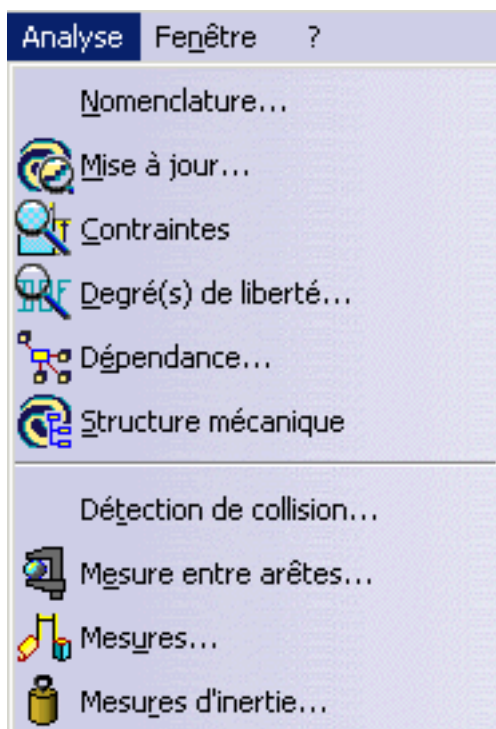 Analyse Fenêtre ?
Nomenclature...
Mise à jour...
Contraintes
Degré(s) de liberté...
Dépendance...
Structure mécanique
Détection de collision...
Mesure entre arêtes...
Mesures...
Mesures d'inertie...